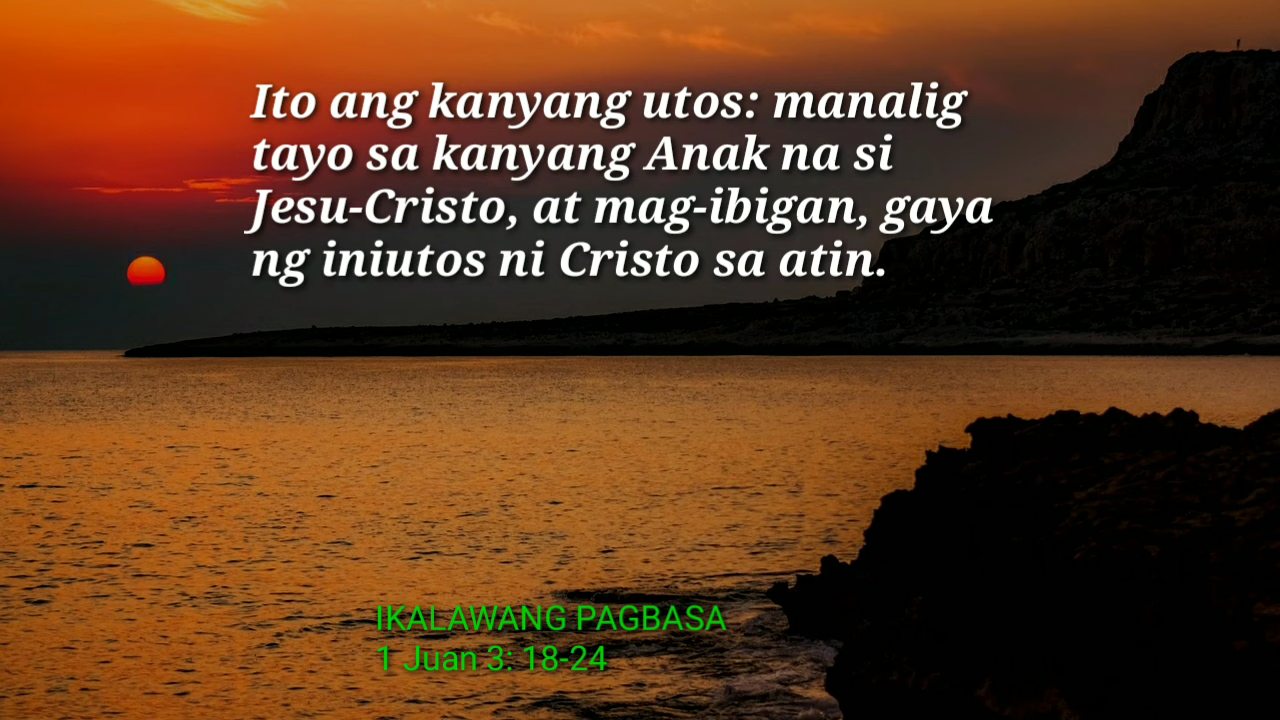 Ito ang kanyang utos: manalig
tayo sa kanyang Anak na si
Jesu-Cristo, at mag-ibigan, gaya
ng iniutos ni Cristo sa atin.
IKALAWANG PAGBASA
1 Juan 3: 18-24